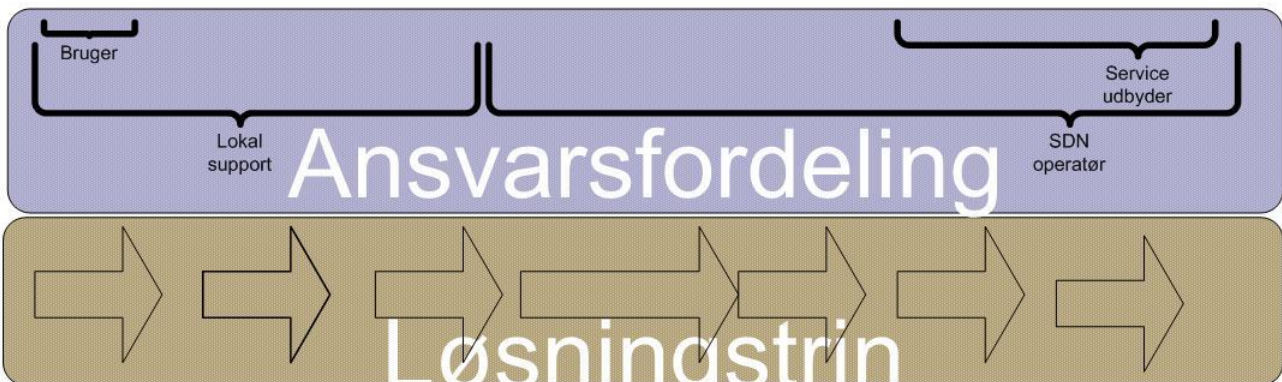 Bruger
Service
udbyder
Lokal
support
SDN
operatør
Ansvarsfordeling
Løsningstrin